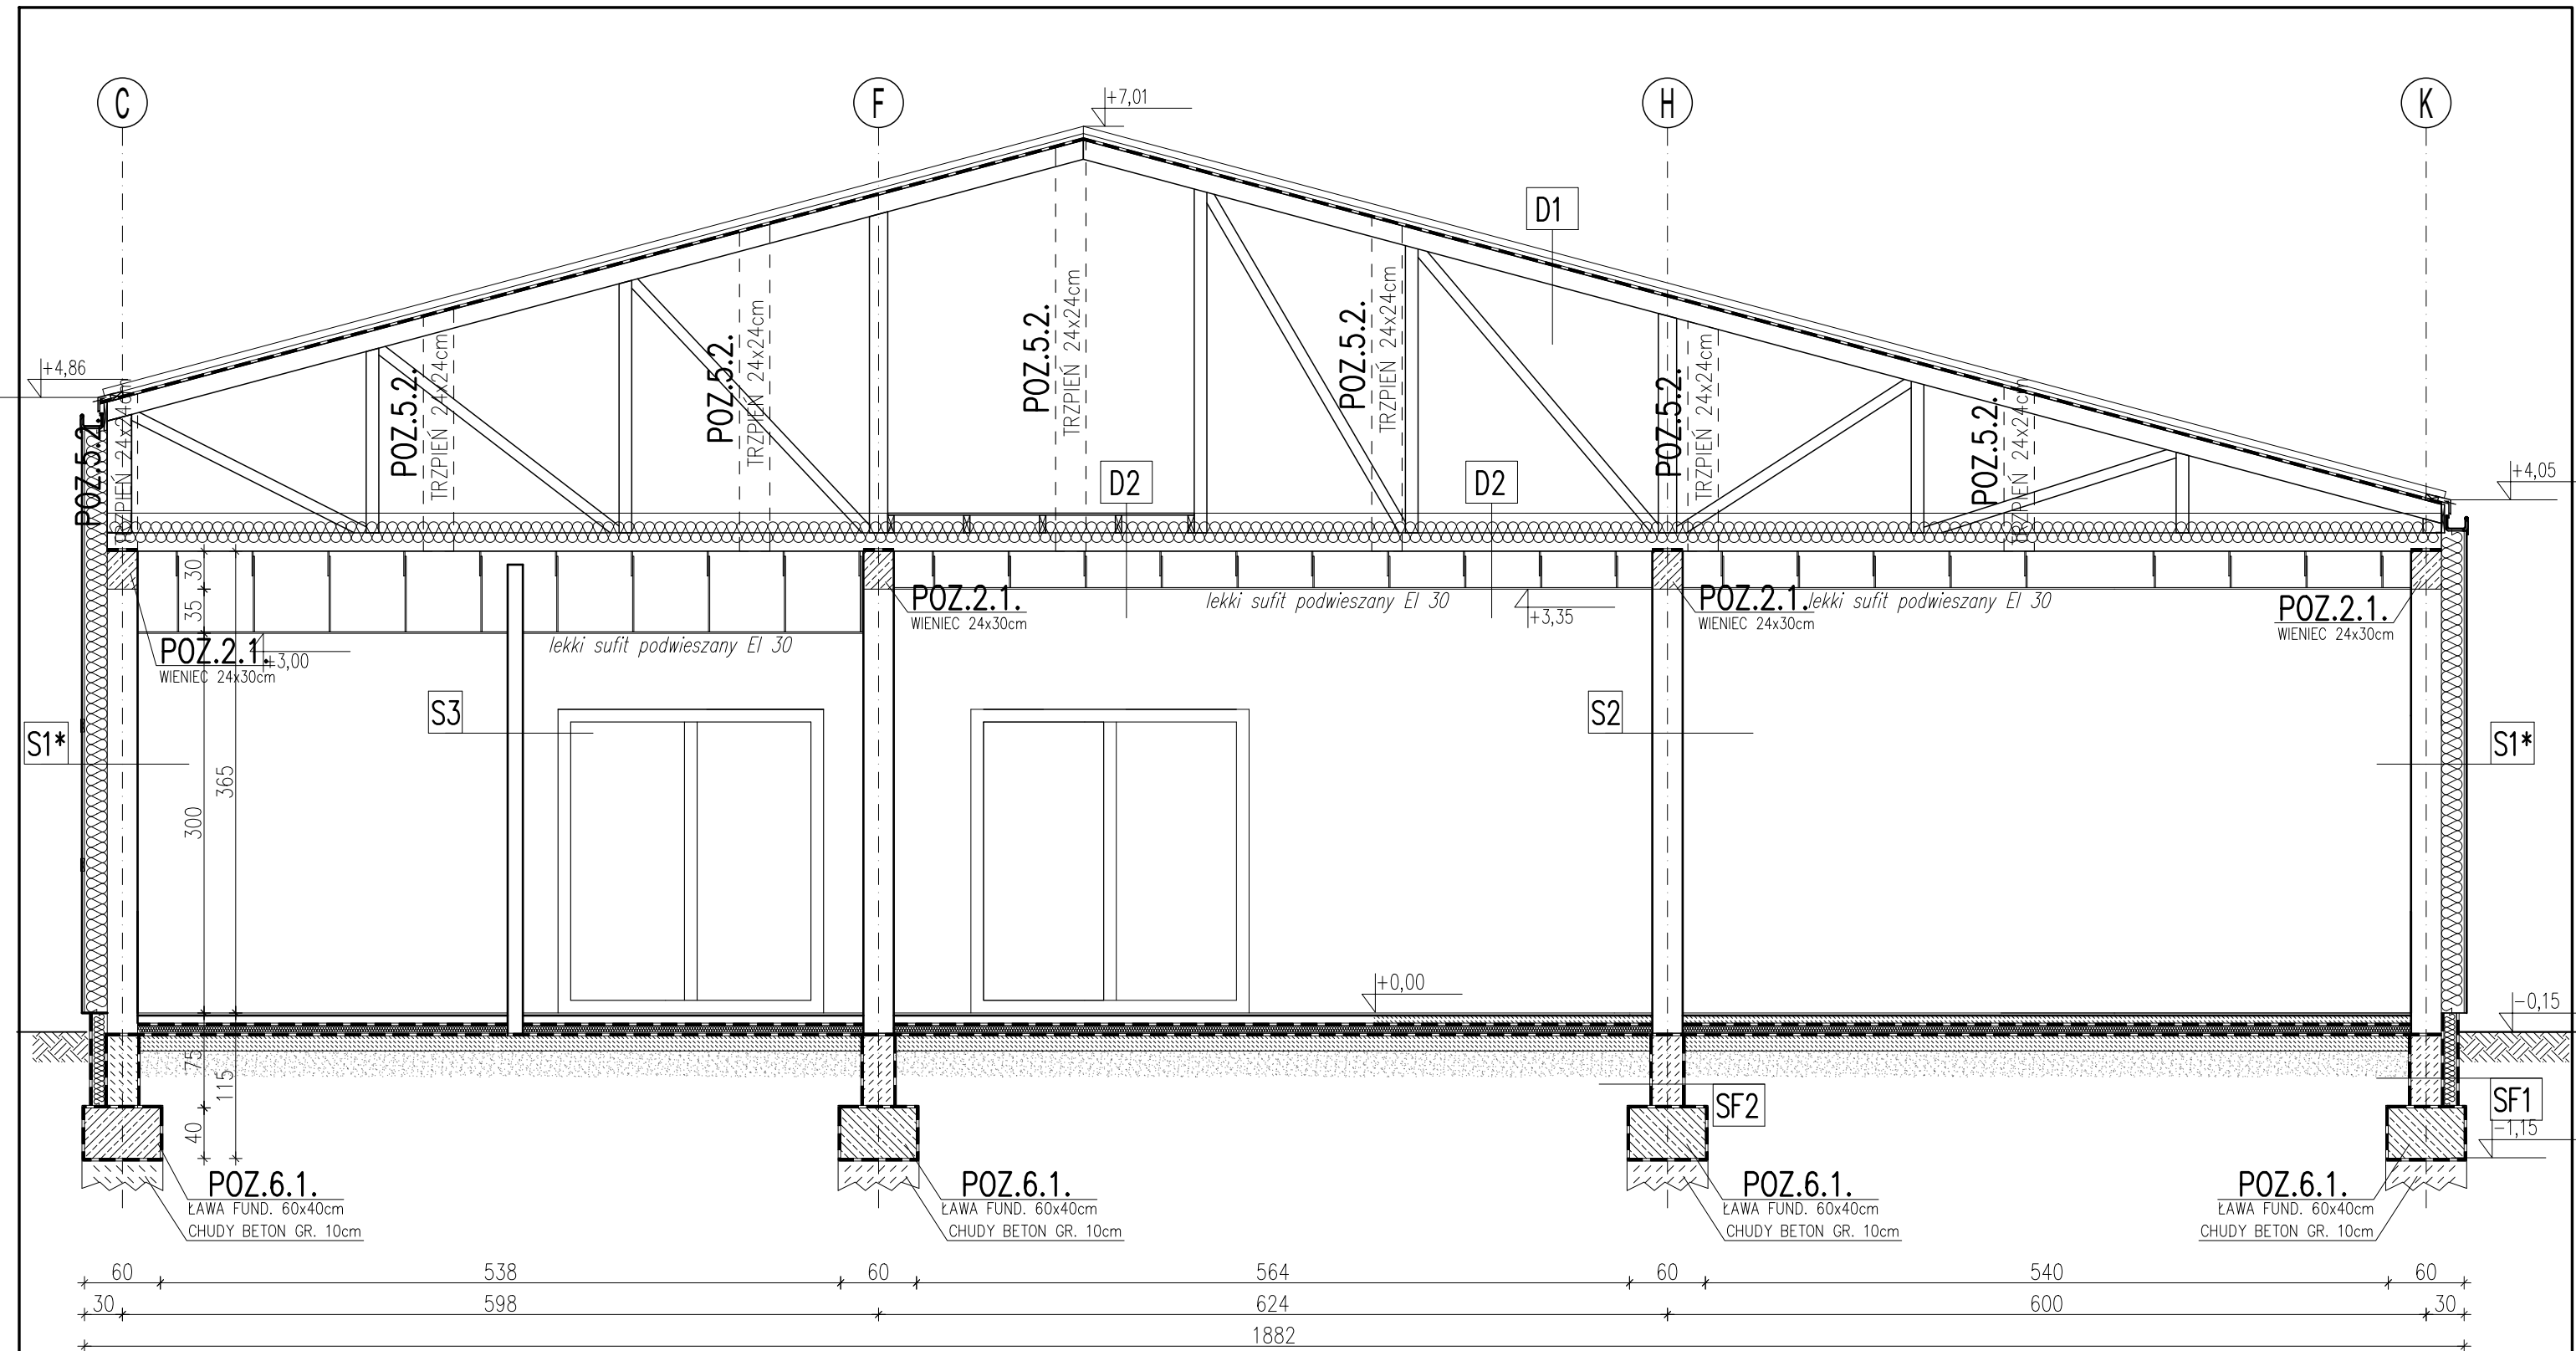 C
F
H
K
+7,01
D1
+4,86
+4,05
POZ.5.2.
TRZPIEŃ 24x24cm
POZ.5.2.
TRZPIEŃ 24x24cm
POZ.5.2.
TRZPIEŃ 24x24cm
POZ.5.2.
TRZPIEŃ 24x24cm
POZ.5.2.
TRZPIEŃ 24x24cm
POZ.5.2.
TRZPIEŃ 24x24cm
POZ.5.2.
TRZPIEŃ 24x24cm
D2
D2
30
35
300
365
POZ.2.1.
WIENIEC 24x30cm
+3,00
lekki sufit podwieszany EI 30
POZ.2.1.
WIENIEC 24x30cm
lekki sufit podwieszany EI 30
+3,35
POZ.2.1.
WIENIEC 24x30cm
lekki sufit podwieszany EI 30
POZ.2.1.
WIENIEC 24x30cm
S1*
S3
S2
S1*
+0,00
-0,15
75
115
40
SF2
SF1
-1,15
POZ.6.1.
ŁAWA FUND. 60x40cm
CHUDY BETON GR. 10cm
POZ.6.1.
ŁAWA FUND. 60x40cm
CHUDY BETON GR. 10cm
POZ.6.1.
ŁAWA FUND. 60x40cm
CHUDY BETON GR. 10cm
POZ.6.1.
ŁAWA FUND. 60x40cm
CHUDY BETON GR. 10cm
60 538 60 564 60 540 60
30 598 624 600 30
1882